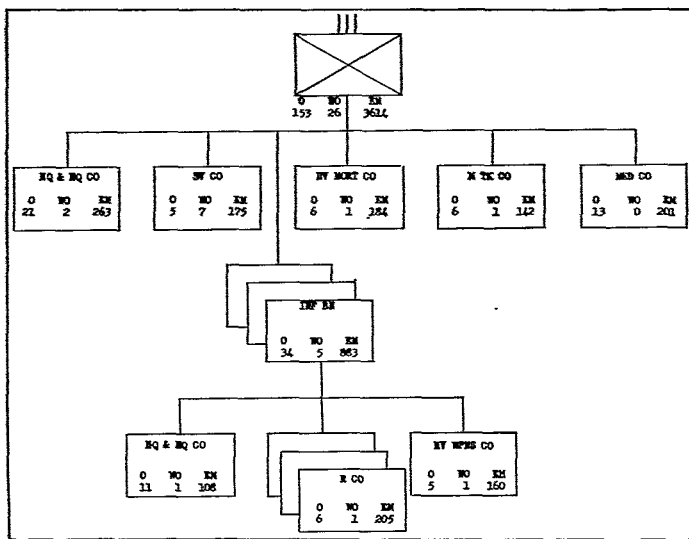 O WO EM
153 26 3614
HQ & HQ CO
O WO EM
21 2 263
SV CO
O WO EM
5 7 175
HV MORT CO
O WO EM
6 1 184
M TK CO
O WO EM
6 1 142
MED CO
O WO EM
13 0 201
INF BN
O WO EM
34 5 883
HQ & HQ CO
O WO EM
11 1 108
R CO
O WO EM
6 1 205
HV WPNS CO
O WO EM
5 1 160